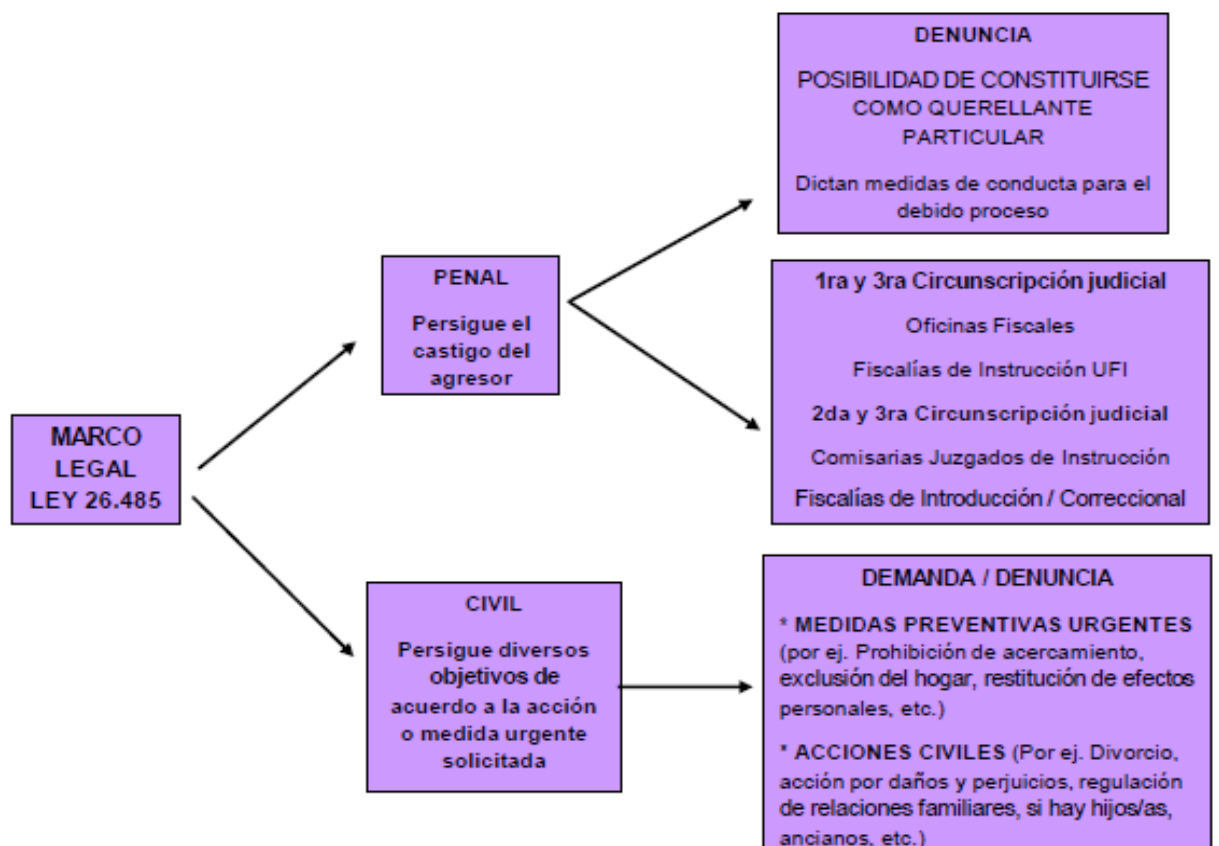 MARCO
LEGAL
LEY 26.485
PENAL
Persigue el
castigo del
agresor
DENUNCIA
POSIBILIDAD DE CONSTITUIRSE
COMO QUERELLANTE
PARTICULAR
Dictan medidas de conducta para el
debido proceso
1ra y 3ra Circunscripción judicial
Oficinas Fiscales
Fiscalías de Instrucción UFI
2da y 3ra Circunscripción judicial
Comisarias Juzgados de Instrucción
Fiscalías de Introducción / Correccional
CIVIL
Persigue diversos
objetivos de
acuerdo a la acción
o medida urgente
solicitada
DEMANDA / DENUNCIA
* MEDIDAS PREVENTIVAS URGENTES
(por ej. Prohibición de acercamiento,
exclusión del hogar, restitución de efectos
personales, etc.)
* ACCIONES CIVILES (Por ej. Divorcio,
acción por daños y perjuicios, regulación
de relaciones familiares, si hay hijos/as,
ancianos, etc.)